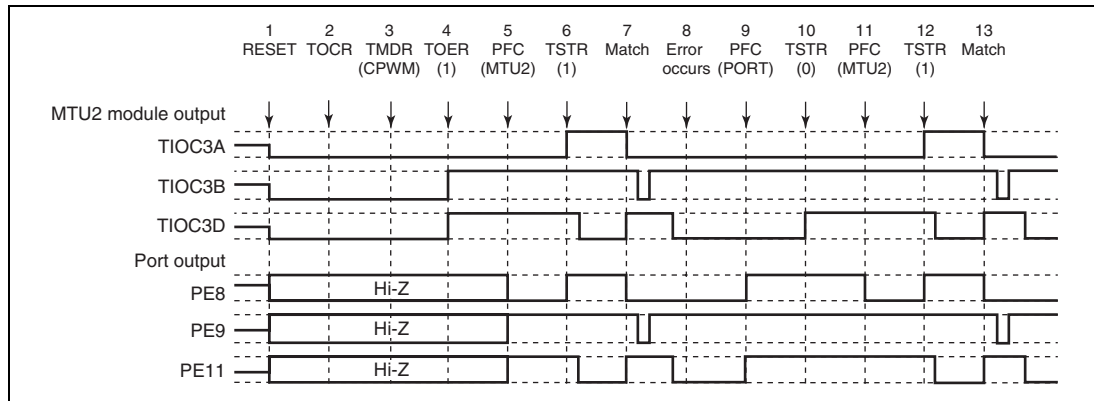 1 2 3 4 5 6 7 8 9 10 11 12 13
RESET TOCR TMDR TOER PFC TSTR Match Error PFC TSTR PFC TSTR Match
(CPWM) (1) (MTU2) (1) occurs (PORT) (0) (MTU2) (1)
MTU2 module output
TIOC3A
TIOC3B
TIOC3D
Port output
PE8 Hi-Z
PE9 Hi-Z
PE11 Hi-Z